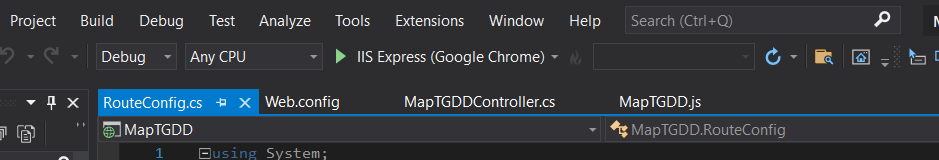 Project Build Debug Test Analyze Tools Extensions Window Help Search (Ctrl+Q)
Debug Any CPU IIS Express (Google Chrome)
RouteConfig.cs Web.config MapTGDDController.cs MapTGDD.js
MapTGDD MapTGDD.RouteConfig
1 using System;